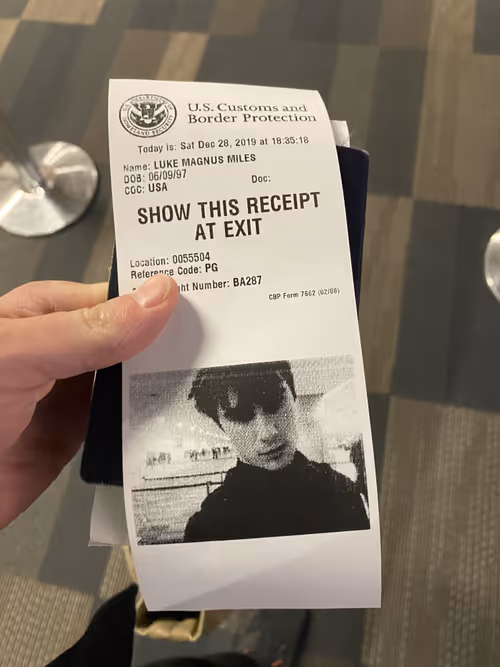 U.S. Customs and
Border Protection
Today is: Sat Dec 28, 2019 at 18:35:18
Name: LUKE MAGNUS MILES
DOB: 06/09/97
COC: USA Doc:
SHOW THIS RECEIPT
AT EXIT
Location: 0055504
Reference Code: PG
Number: BA287
CBP Form 7662 (02/08)